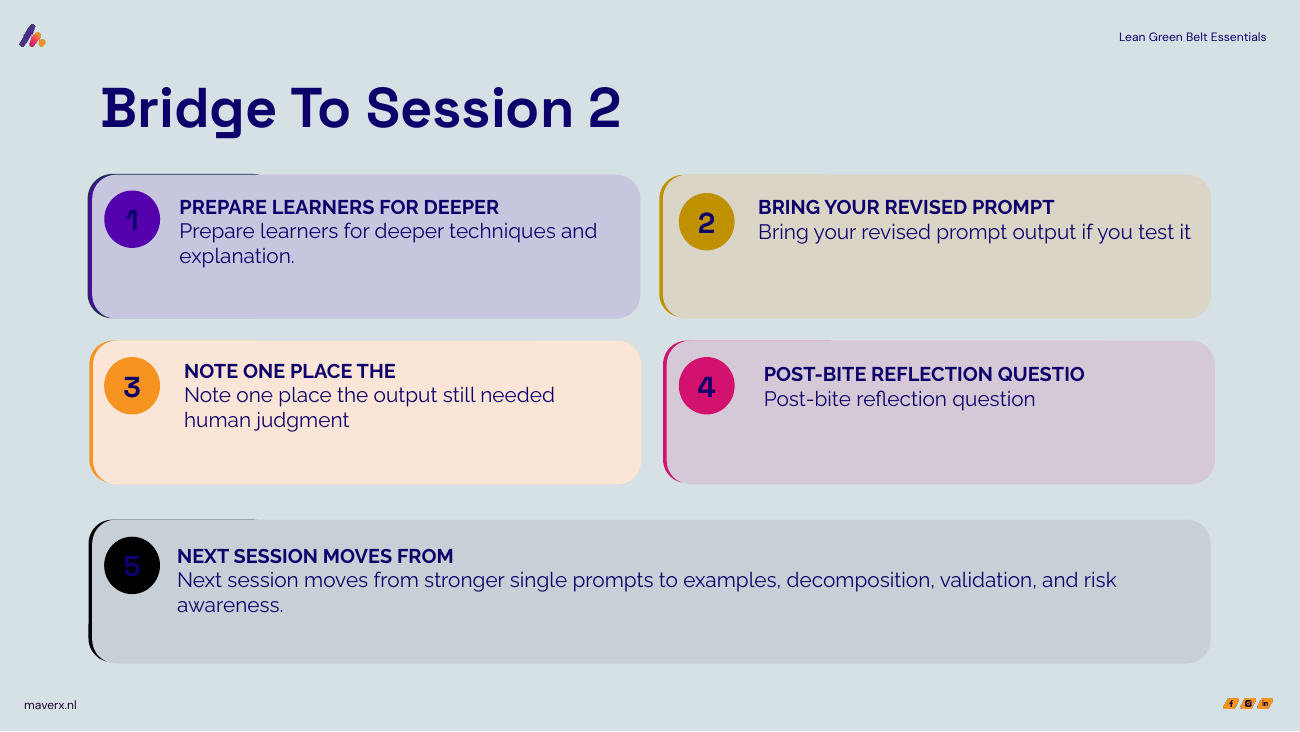 Lean Green Belt Essentials
Bridge To Session 2
1
PREPARE LEARNERS FOR DEEPER
Prepare learners for deeper techniques and
explanation.
2
BRING YOUR REVISED PROMPT
Bring your revised prompt output if you test it
3
NOTE ONE PLACE THE
Note one place the output still needed
human judgment
4
POST-BITE REFLECTION QUESTIO
Post-bite reflection question
5
NEXT SESSION MOVES FROM
Next session moves from stronger single prompts to examples, decomposition, validation, and risk
awareness.
maverx.nl